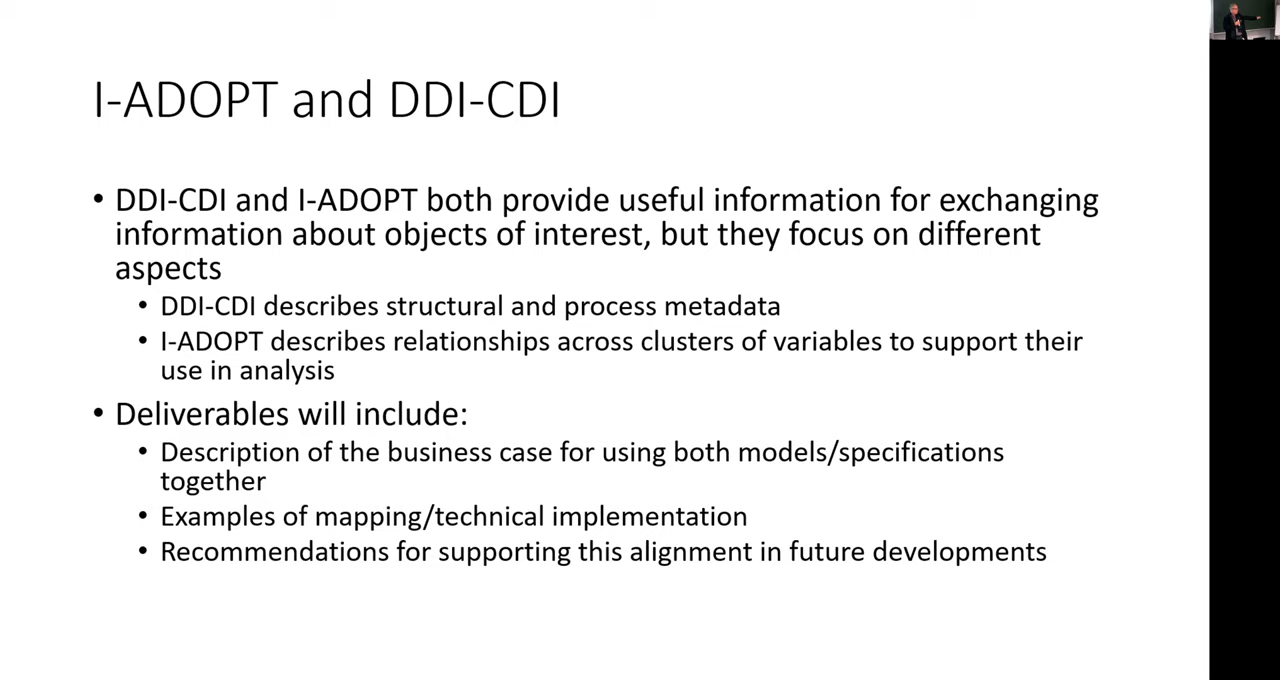 I-ADOPT and DDI-CDI
• DDI-CDI and I-ADOPT both provide useful information for exchanging
information about objects of interest, but they focus on different
aspects
• DDI-CDI describes structural and process metadata
• I-ADOPT describes relationships across clusters of variables to support their
use in analysis
• Deliverables will include:
• Description of the business case for using both models/specifications
together
• Examples of mapping/technical implementation
• Recommendations for supporting this alignment in future developments